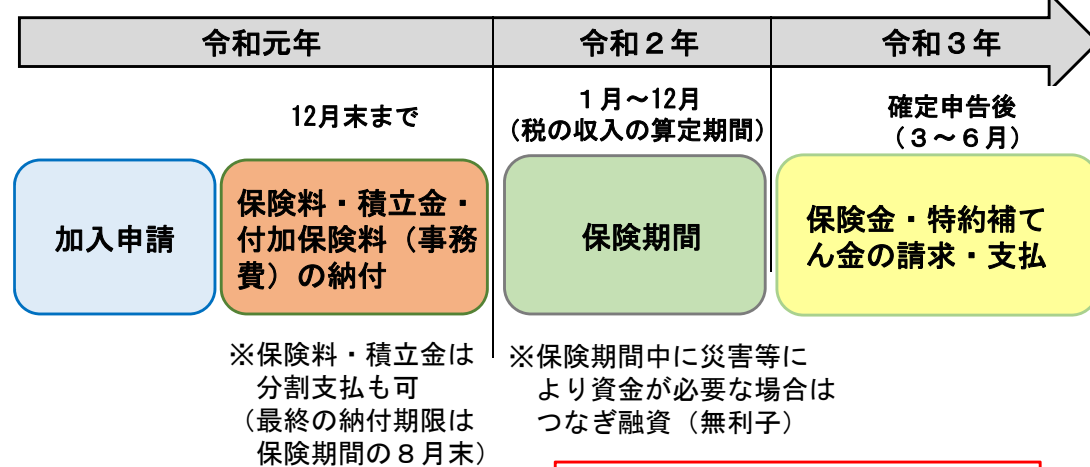 令和元年
令和２年
令和３年
12月末まで
１月～12月
（税の収入の算定期間）
確定申告後
（３～６月）
加入申請
保険料・積立金・
付加保険料（事務
費）の納付
保険期間
保険金・特約補て
ん金の請求・支払
※保険料・積立金は
分割支払も可
（最終の納付期限は
保険期間の８月末）
※保険期間中に災害等に
より資金が必要な場合は
つなぎ融資（無利子）